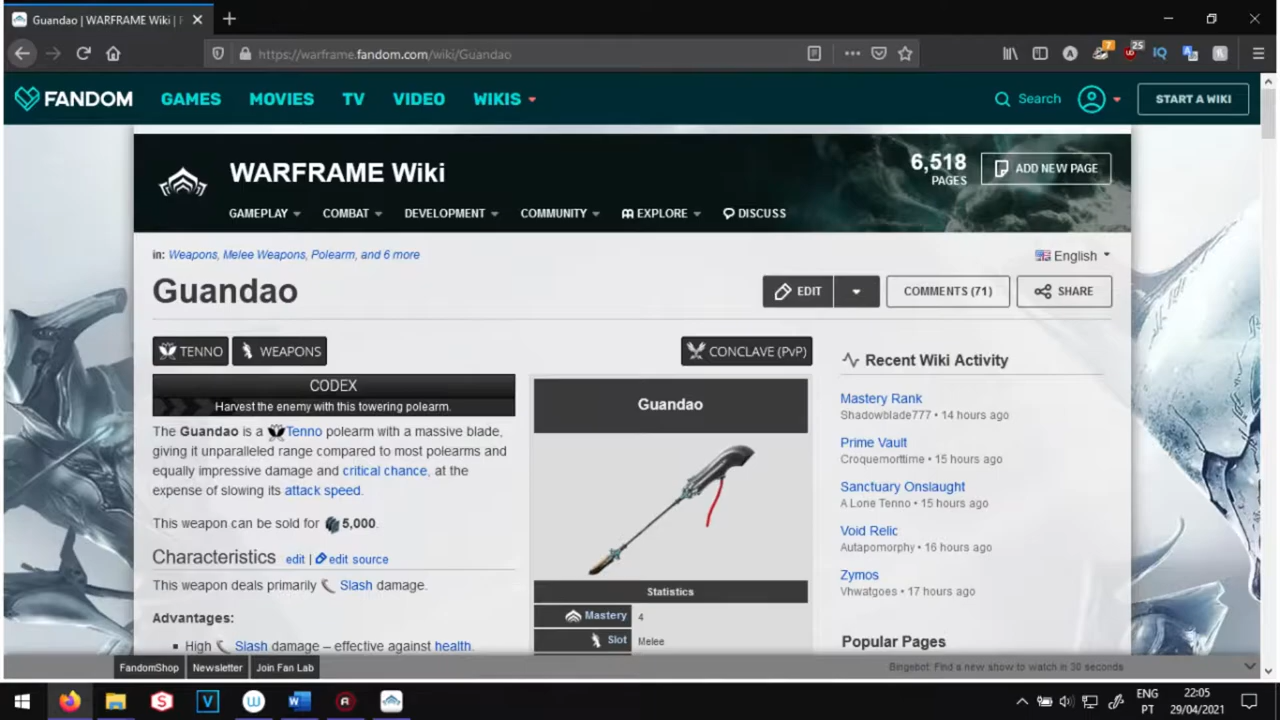 Guandao | WARFRAME Wiki |
https://warframe.fandom.com/wiki/Guandao
7
25
IQ
FANDOM
GAMES
MOVIES
TV
VIDEO
WIKIS
Search
START A WIKI
WARFRAME Wiki
6,518
PAGES
ADD NEW PAGE
GAMEPLAY
COMBAT
DEVELOPMENT
COMMUNITY
EXPLORE
DISCUSS
in: Weapons, Melee Weapons, Polearm, and 6 more
English
Guandao
EDIT
COMMENTS (71)
SHARE
TENNO
WEAPONS
CONCLAVE (PvP)
CODEX
Harvest the enemy with this towering polearm.
The Guandao is a Tenno polearm with a massive blade,
giving it unparalleled range compared to most polearms and
equally impressive damage and critical chance, at the
expense of slowing its attack speed.
This weapon can be sold for 5,000.
Characteristics edit | edit source
This weapon deals primarily Slash damage.
Advantages:
High Slash damage – effective against health.
Guandao
Statistics
Mastery 4
Slot Melee
Recent Wiki Activity
Mastery Rank
Shadowblade777 • 14 hours ago
Prime Vault
Croquemorttime • 15 hours ago
Sanctuary Onslaught
A Lone Tenno • 15 hours ago
Void Relic
Autapomorphy • 16 hours ago
Zymos
Vhwatgoes • 17 hours ago
Popular Pages
FandomShop
Newsletter
Join Fan Lab
Bingebot: Find a new show to watch in 30 seconds
S
V
W
W
A
ENG
PT
22:05
29/04/2021